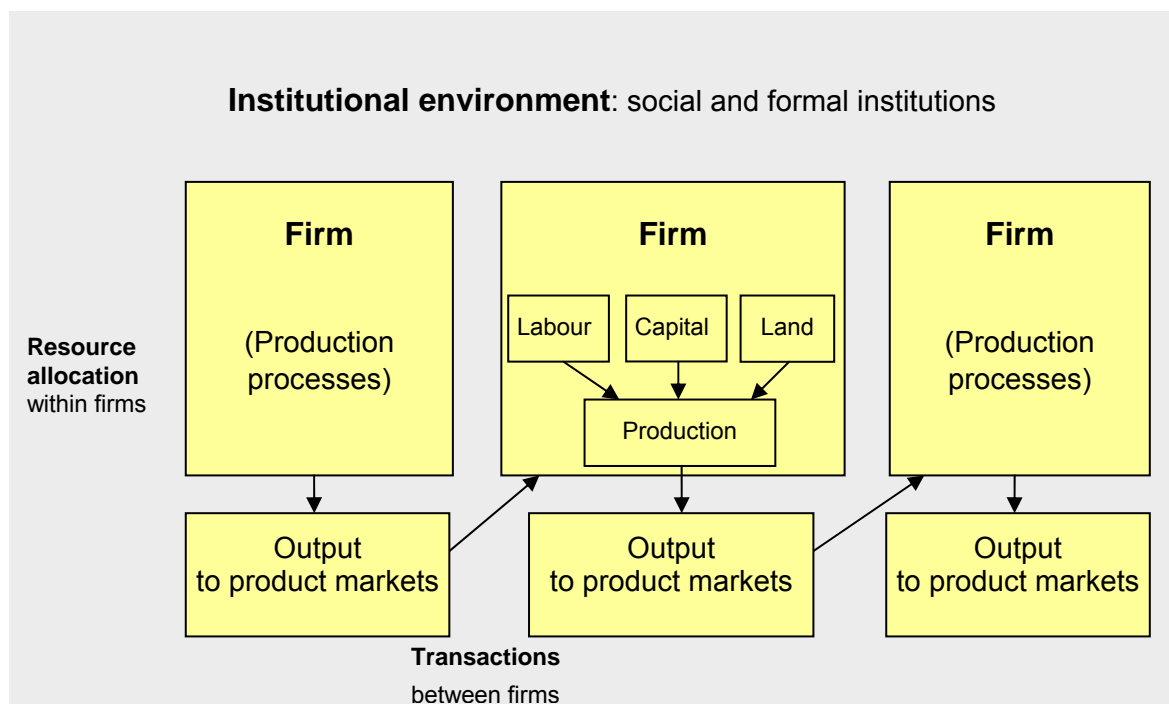 Institutional environment: social and formal institutions
Firm
Firm
Firm
Labour
Capital
Land
Resource
allocation
within firms
(Production
processes)
Production
(Production
processes)
Output
to product markets
Output
to product markets
Output
to product markets
Transactions
between firms